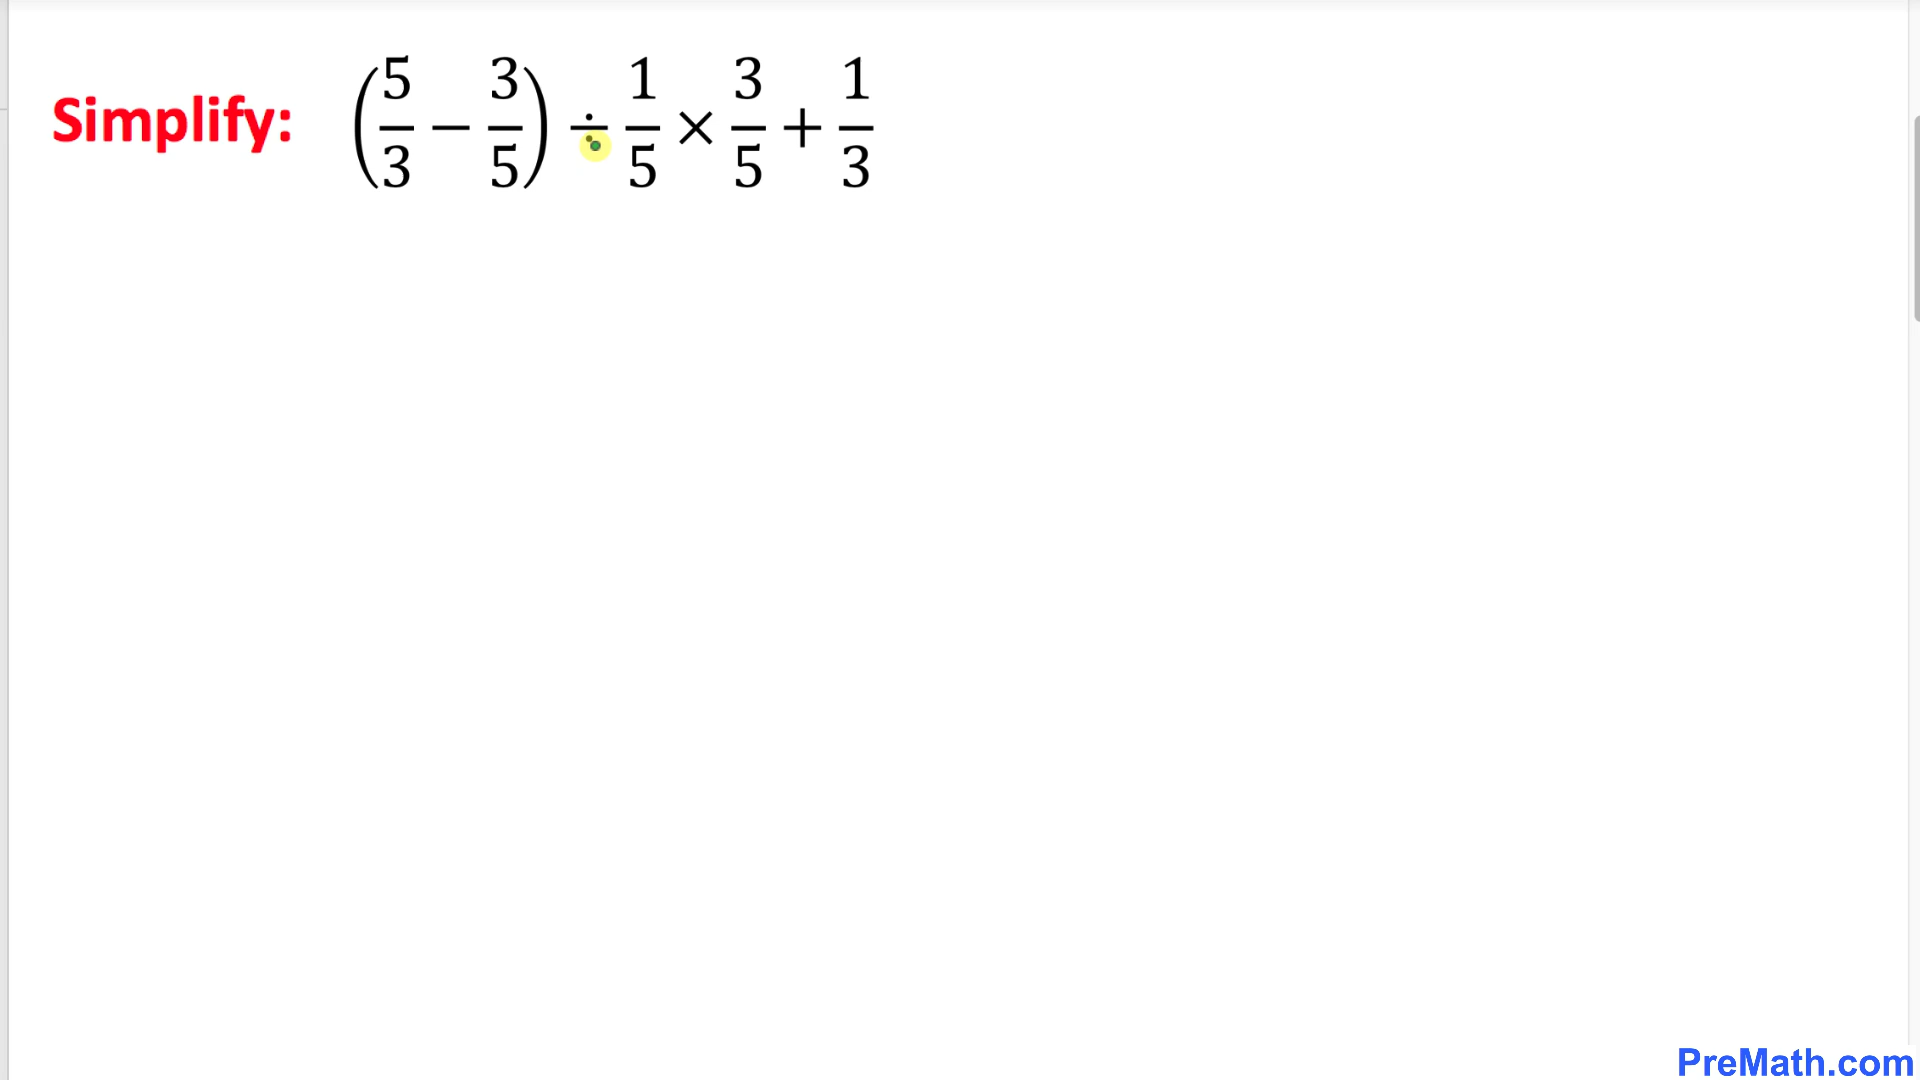 Simplify: (5/3 − 3/5) ÷ 1/5 × 3/5 + 1/3
PreMath.com